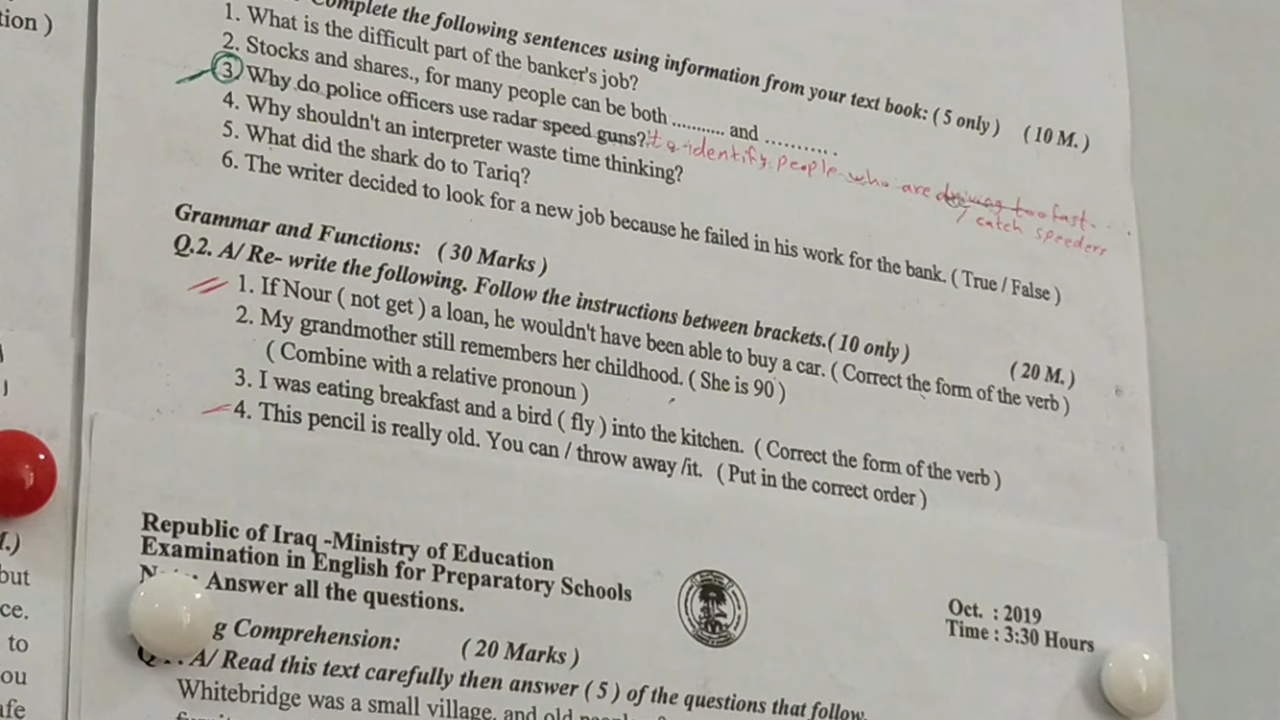 tion )
Complete the following sentences using information from your text book: ( 5 only ) ( 10 M. )
1. What is the difficult part of the banker's job?
2. Stocks and shares., for many people can be both ........... and ...........
3. Why do police officers use radar speed guns? to identify people who are driving too fast.
/ catch speeders
4. Why shouldn't an interpreter waste time thinking?
5. What did the shark do to Tariq?
6. The writer decided to look for a new job because he failed in his work for the bank. ( True / False )
Grammar and Functions: ( 30 Marks )
Q.2. A/ Re- write the following. Follow the instructions between brackets.( 10 only ) ( 20 M. )
1. If Nour ( not get ) a loan, he wouldn't have been able to buy a car. ( Correct the form of the verb )
2. My grandmother still remembers her childhood. ( She is 90 )
( Combine with a relative pronoun )
3. I was eating breakfast and a bird ( fly ) into the kitchen. ( Correct the form of the verb )
4. This pencil is really old. You can / throw away /it. ( Put in the correct order )
Republic of Iraq -Ministry of Education
Examination in English for Preparatory Schools
Answer all the questions.
Oct. : 2019
Time : 3:30 Hours
g Comprehension: ( 20 Marks )
A/ Read this text carefully then answer ( 5 ) of the questions that follow.
Whitebridge was a small village, and old
.)
but
ce.
to
ou
afe